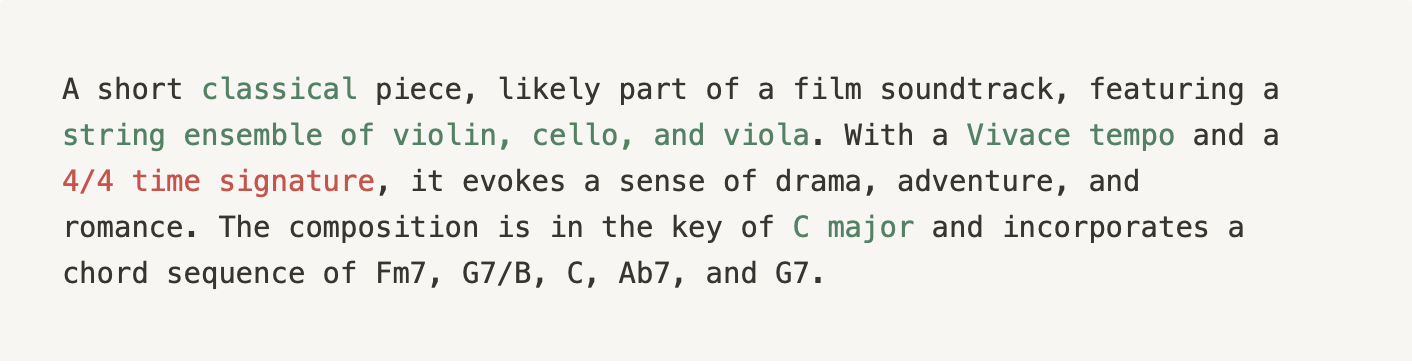 A short classical piece, likely part of a film soundtrack, featuring a
string ensemble of violin, cello, and viola. With a Vivace tempo and a
4/4 time signature, it evokes a sense of drama, adventure, and
romance. The composition is in the key of C major and incorporates a
chord sequence of Fm7, G7/B, C, Ab7, and G7.